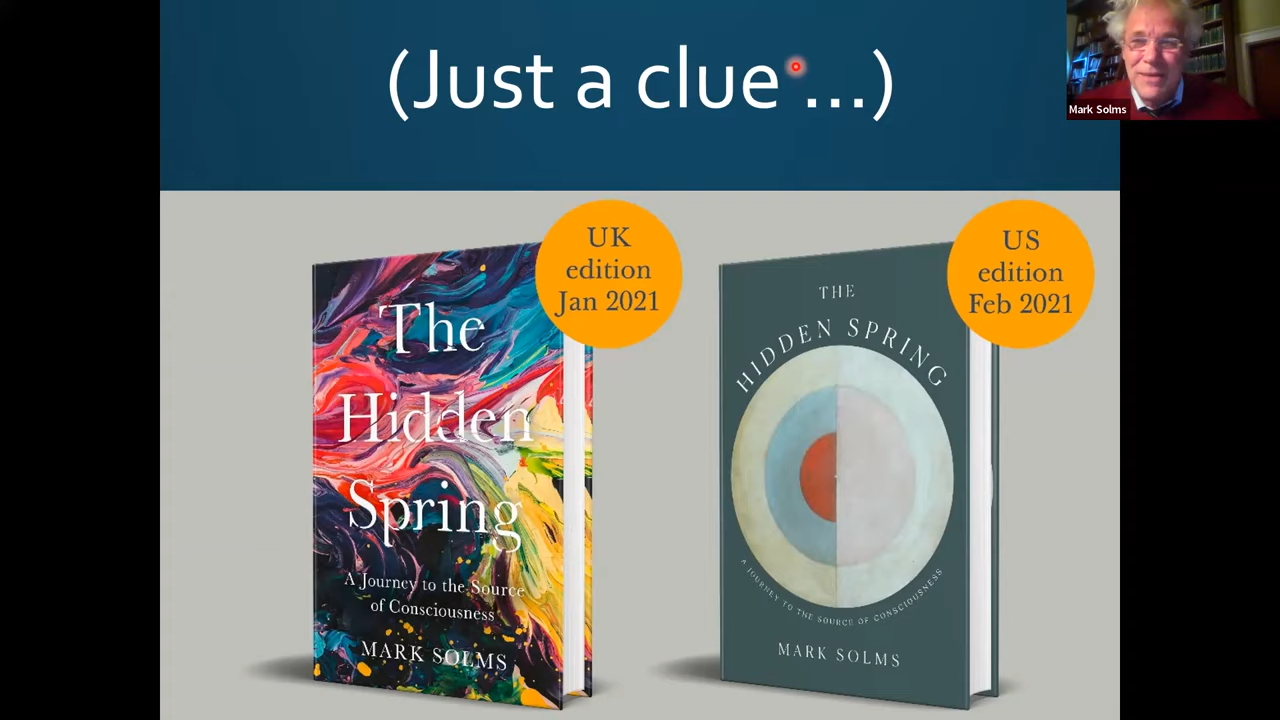 (Just a clue ...)
Mark Solms
UK
edition
Jan 2021
The
Hidden
Spring
A Journey to the Source
of Consciousness
MARK SOLMS
US
edition
Feb 2021
THE
HIDDEN SPRING
A JOURNEY TO THE SOURCE OF CONSCIOUSNESS
MARK SOLMS